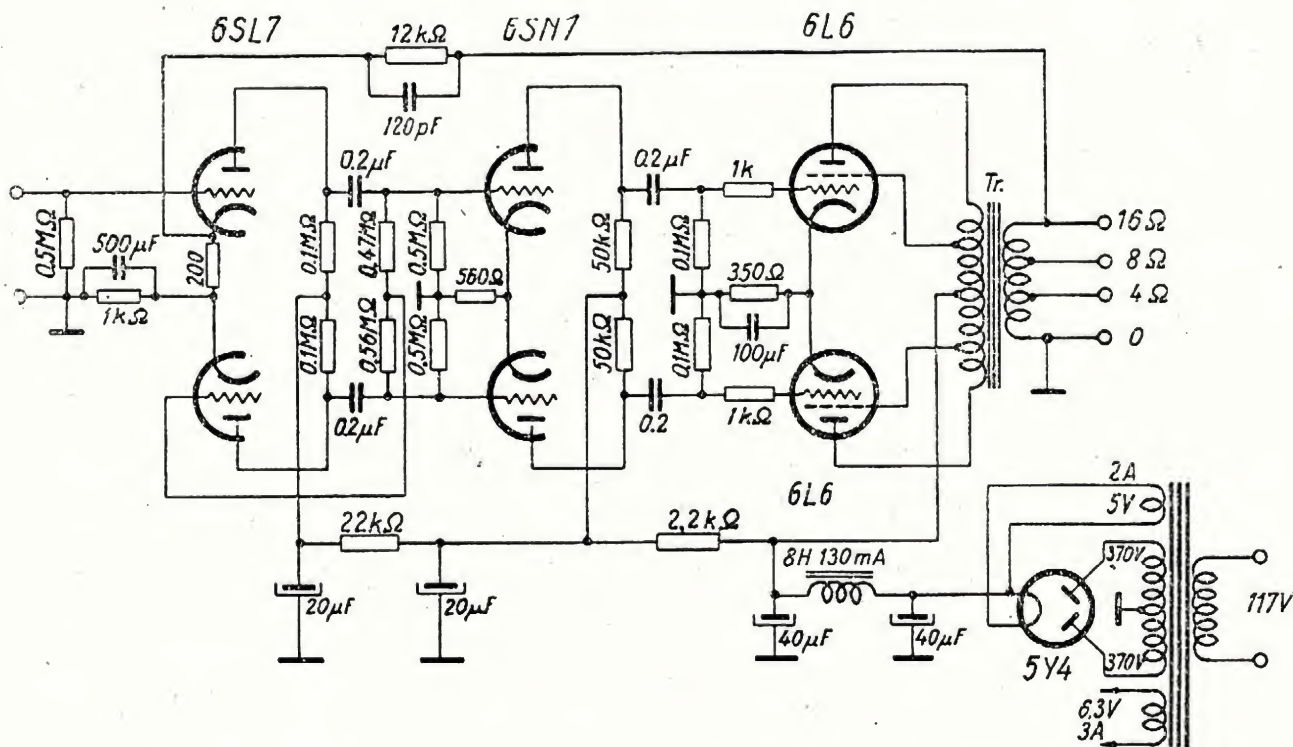 6SL7
12kΩ
6SN7
6L6
120pF
0.2µF
0.2µF
1k
Tr.
16Ω
8Ω
4Ω
0
0.5MΩ
500µF
1kΩ
200
0.1MΩ
0.47MΩ
0.5MΩ
560Ω
50kΩ
0.1MΩ
350Ω
100µF
0.1MΩ
0.56MΩ
0.5MΩ
50kΩ
0.1MΩ
0.2µF
0.2
1kΩ
6L6
22kΩ
2,2kΩ
8H 130mA
20µF
20µF
40µF
40µF
2A
5V
370V
370V
5Y4
117V
6,3V
3A